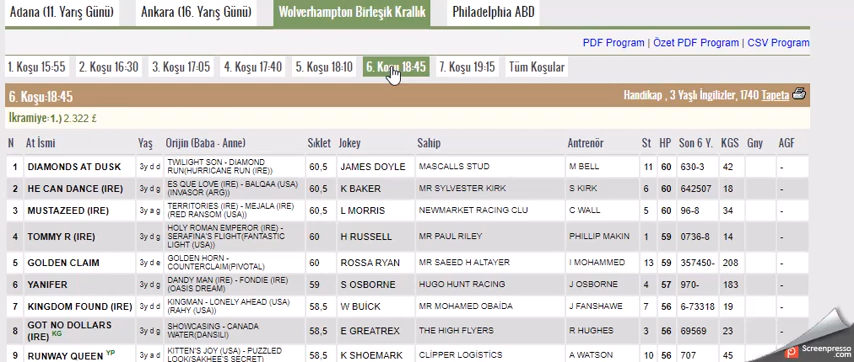 Adana (11. Yarış Günü) Ankara (16. Yarış Günü) Wolverhampton Birleşik Krallık Philadelphia ABD
PDF Program | Özet PDF Program | CSV Program
1. Koşu 15:55 2. Koşu 16:30 3. Koşu 17:05 4. Koşu 17:40 5. Koşu 18:10 6. Koşu 18:45 7. Koşu 19:15 Tüm Koşular
6. Koşu:18:45 Handikap , 3 Yaşlı İngilizler, 1740 Tapeta
Ikramiye:1.) 2.322 £
N At İsmi Yaş Orijin (Baba - Anne) Sıklet Jokey Sahip Antrenör St HP Son 6 Y. KGS Gny AGF
1 DIAMONDS AT DUSK 3y d d TWILIGHT SON - DIAMOND RUN(HURRICANE RUN (IRE)) 60,5 JAMES DOYLE MASCALLS STUD M BELL 11 60 630-3 42 -
2 HE CAN DANCE (IRE) 3y d g ES QUE LOVE (IRE) - BALQAA (USA) (INVASOR (ARG)) 60,5 K BAKER MR SYLVESTER KIRK S KIRK 6 60 642507 18 -
3 MUSTAZEED (IRE) 3y a g TERRITORIES (IRE) - MEJALA (IRE) (RED RANSOM (USA)) 60,5 L MORRIS NEWMARKET RACING CLU C WALL 5 60 96-8 34 -
4 TOMMY R (IRE) 3y d g HOLY ROMAN EMPEROR (IRE) - SERAFINA'S FLIGHT(FANTASTIC LIGHT (USA)) 60 H RUSSELL MR PAUL RILEY PHILLIP MAKIN 1 59 0736-8 14 -
5 GOLDEN CLAIM 3y d e GOLDEN HORN - COUNTERCLAIM(PIVOTAL) 60 ROSSA RYAN MR SAEED H ALTAYER I MOHAMMED 13 59 357450- 208 -
6 YANIFER 3y d g DANDY MAN (IRE) - FONDIE (IRE) (OASIS DREAM) 59 S OSBORNE HUGO HUNT RACING J OSBORNE 4 57 970- 183 -
7 KINGDOM FOUND (IRE) 3y d d KINGMAN - LONELY AHEAD (USA) (RAHY (USA)) 58,5 W BUİCK MR MOHAMED OBAİDA J FANSHAWE 7 56 6-73318 19 -
8 GOT NO DOLLARS (IRE) KG 3y d g SHOWCASING - CANADA WATER(DANSILI) 58,5 E GREATREX THE HIGH FLYERS R HUGHES 3 56 69569 23 -
9 RUNWAY QUEEN YP 3y a d KITTEN'S JOY (USA) - PUZZLED LOOK(SAKHEE'S SECRET) 58,5 K SHOEMARK CLİPPER LOGİSTİCS A WATSON 10 56 707 45 -
Screenpresso
.com